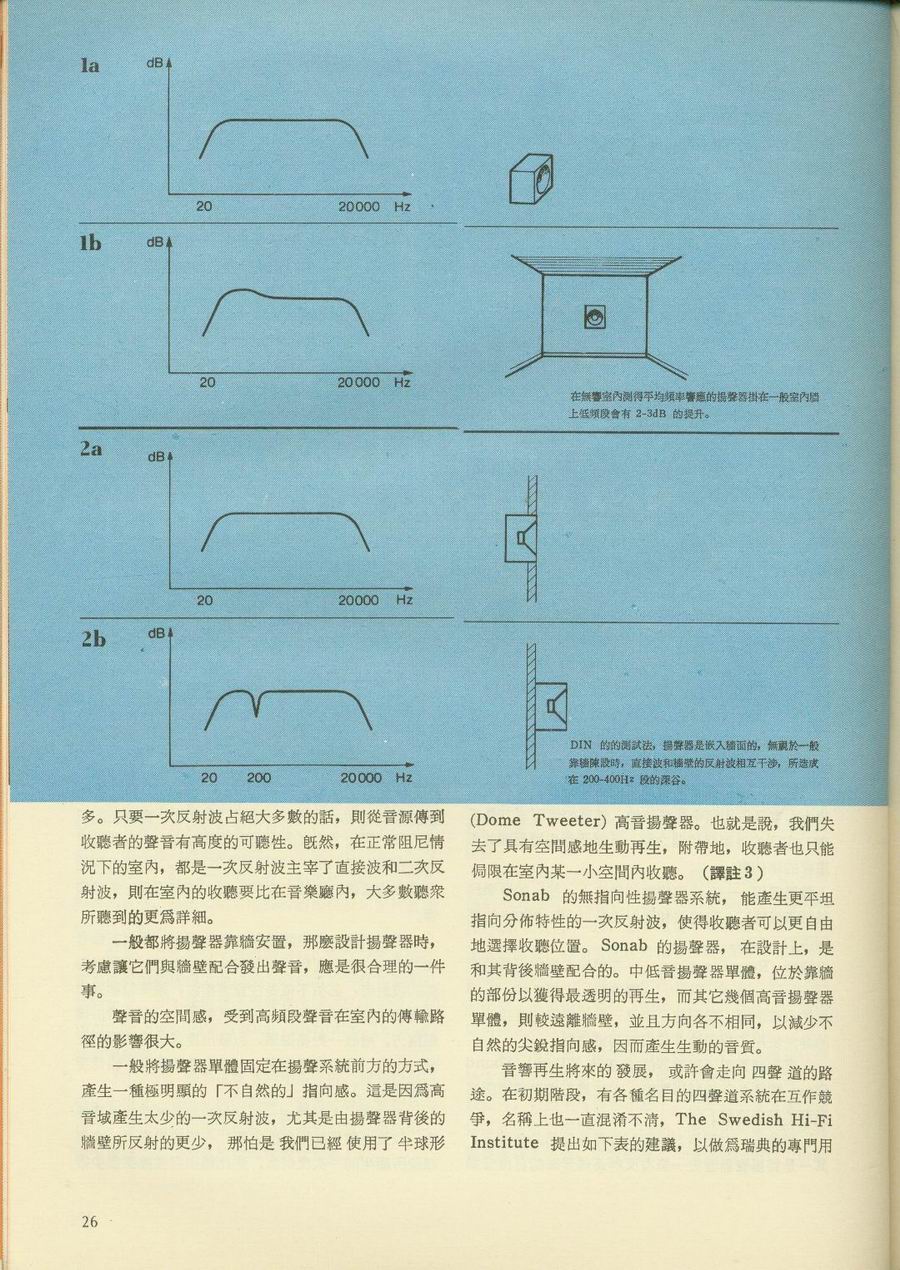 1a
dB
20
20000 Hz
1b
dB
20
20000 Hz
在無響室內測得平均頻率響應的揚聲器掛在一般室內牆
上低頻段會有 2-3dB 的提升。
2a
dB
20
20000 Hz
2b
dB
20
200
20000 Hz
DIN 的的測試法，揚聲器是嵌入牆面的，無視於一般
靠牆陳設時，直接波和牆壁的反射波相互干涉，所造成
在 200-400Hz 段的深谷。
多。只要一次反射波占絕大多數的話，則從音源傳到
收聽者的聲音有高度的可聽性。旣然，在正常阻尼情
況下的室內，都是一次反射波主宰了直接波和二次反
射波，則在室內的收聽要比在音樂廳內，大多數聽衆
所聽到的更爲詳細。
一般都將揚聲器靠牆安置，那麼設計揚聲器時，
考慮讓它們與牆壁配合發出聲音，應是很合理的一件
事。
聲音的空間感，受到高頻段聲音在室內的傳輸路
徑的影響很大。
一般將揚聲器單體固定在揚聲系統前方的方式，
產生一種極明顯的「不自然的」指向感。這是因爲高
音域產生太少的一次反射波，尤其是由揚聲器背後的
牆壁所反射的更少， 那怕是 我們已經 使用了 半球形
(Dome Tweeter) 高音揚聲器。也就是說，我們失
去了具有空間感地生動再生，附帶地，收聽者也只能
侷限在室內某一小空間內收聽。（譯註3）
Sonab 的無指向性揚聲器系統， 能產生更平坦
指向分佈特性的一次反射波，使得收聽者可以更自由
地選擇收聽位置。 Sonab 的揚聲器， 在設計上，是
和其背後牆壁配合的。中低音揚聲器單體，位於靠牆
的部份以獲得最透明的再生，而其它幾個高音揚聲器
單體，則較遠離牆壁，並且方向各不相同，以減少不
自然的尖銳指向感，因而產生生動的音質。
音響再生將來的 發展， 或許會走向 四聲 道的路
途。在初期階段，有各種名目的四聲道系統在互作競
爭，名稱上也一直混淆不淸，The Swedish Hi-Fi
Institute 提出如下表的建議，以做爲瑞典的專門用
26